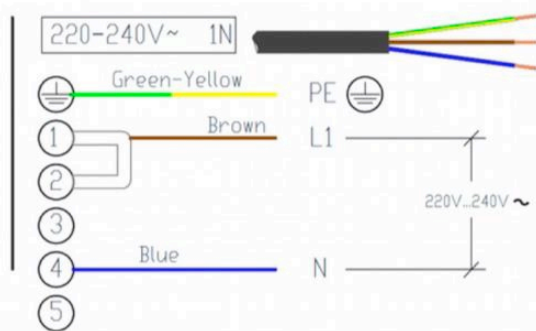 220-240V~ 1N
Green-Yellow PE
1 Brown L1
2
220V...240V ~
3
4 Blue N
5